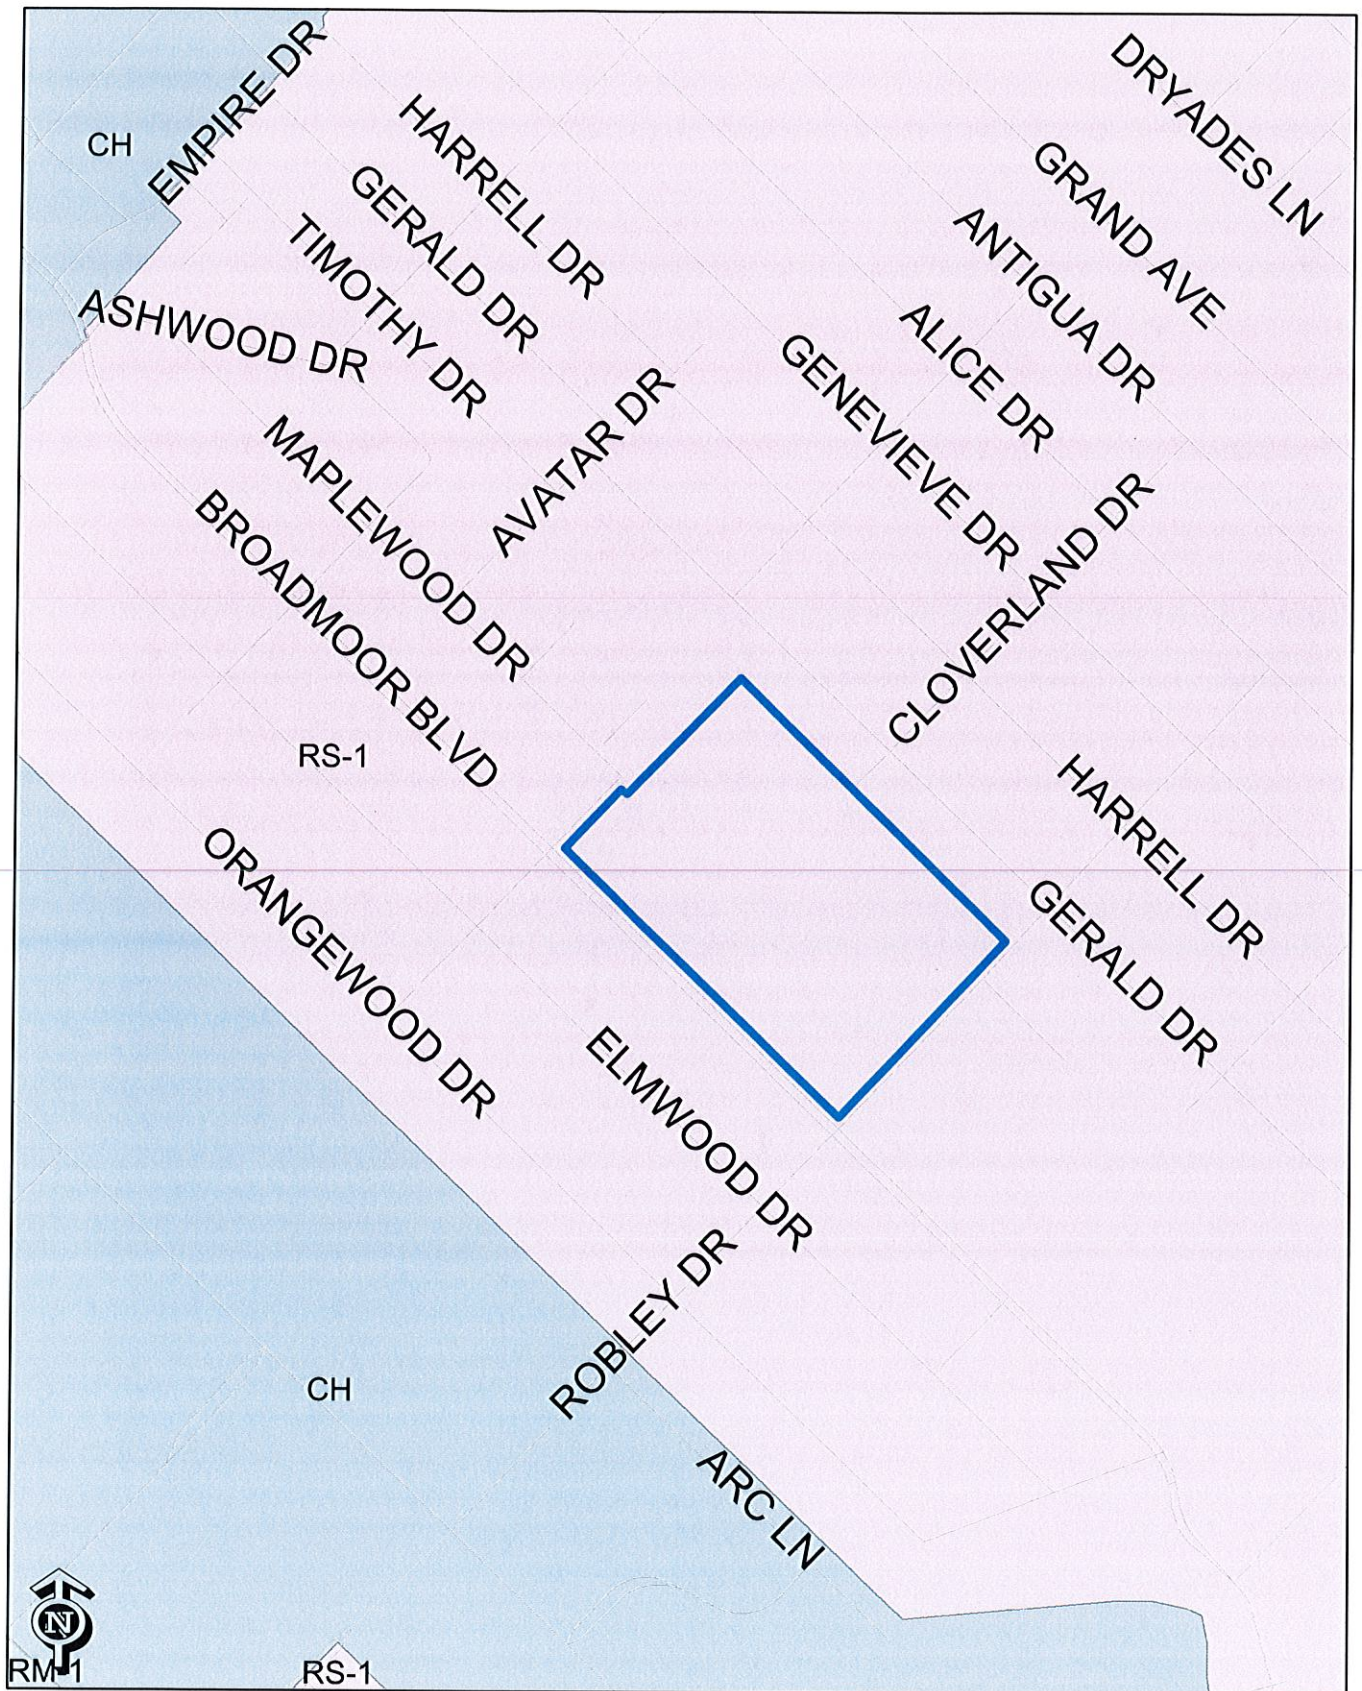 DRYADES LN
EMPIRE DR
CH
HARRELL DR
GRAND AVE
GERALD DR
ANTIGUA DR
TIMOTHY DR
ASHWOOD DR
ALICE DR
GENEVIEVE DR
AVATAR DR
MAPLEWOOD DR
CLOVERLAND DR
BROADMOOR BLVD
RS-1
HARRELL DR
ORANGEWOOD DR
GERALD DR
ELMWOOD DR
ROBLEY DR
CH
ARC LN
N
RM-1
RS-1